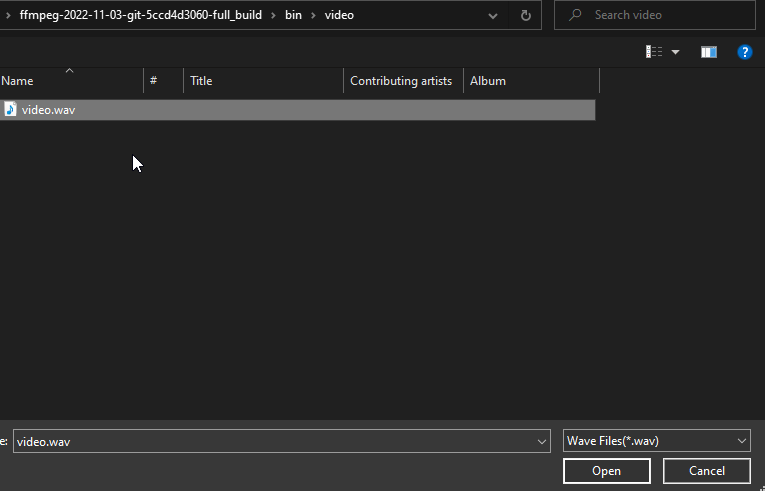 ffmpeg-2022-11-03-git-5ccd4d3060-full_build > bin > video
Search video
Name # Title Contributing artists Album
video.wav
e: video.wav Wave Files(*.wav)
Open Cancel